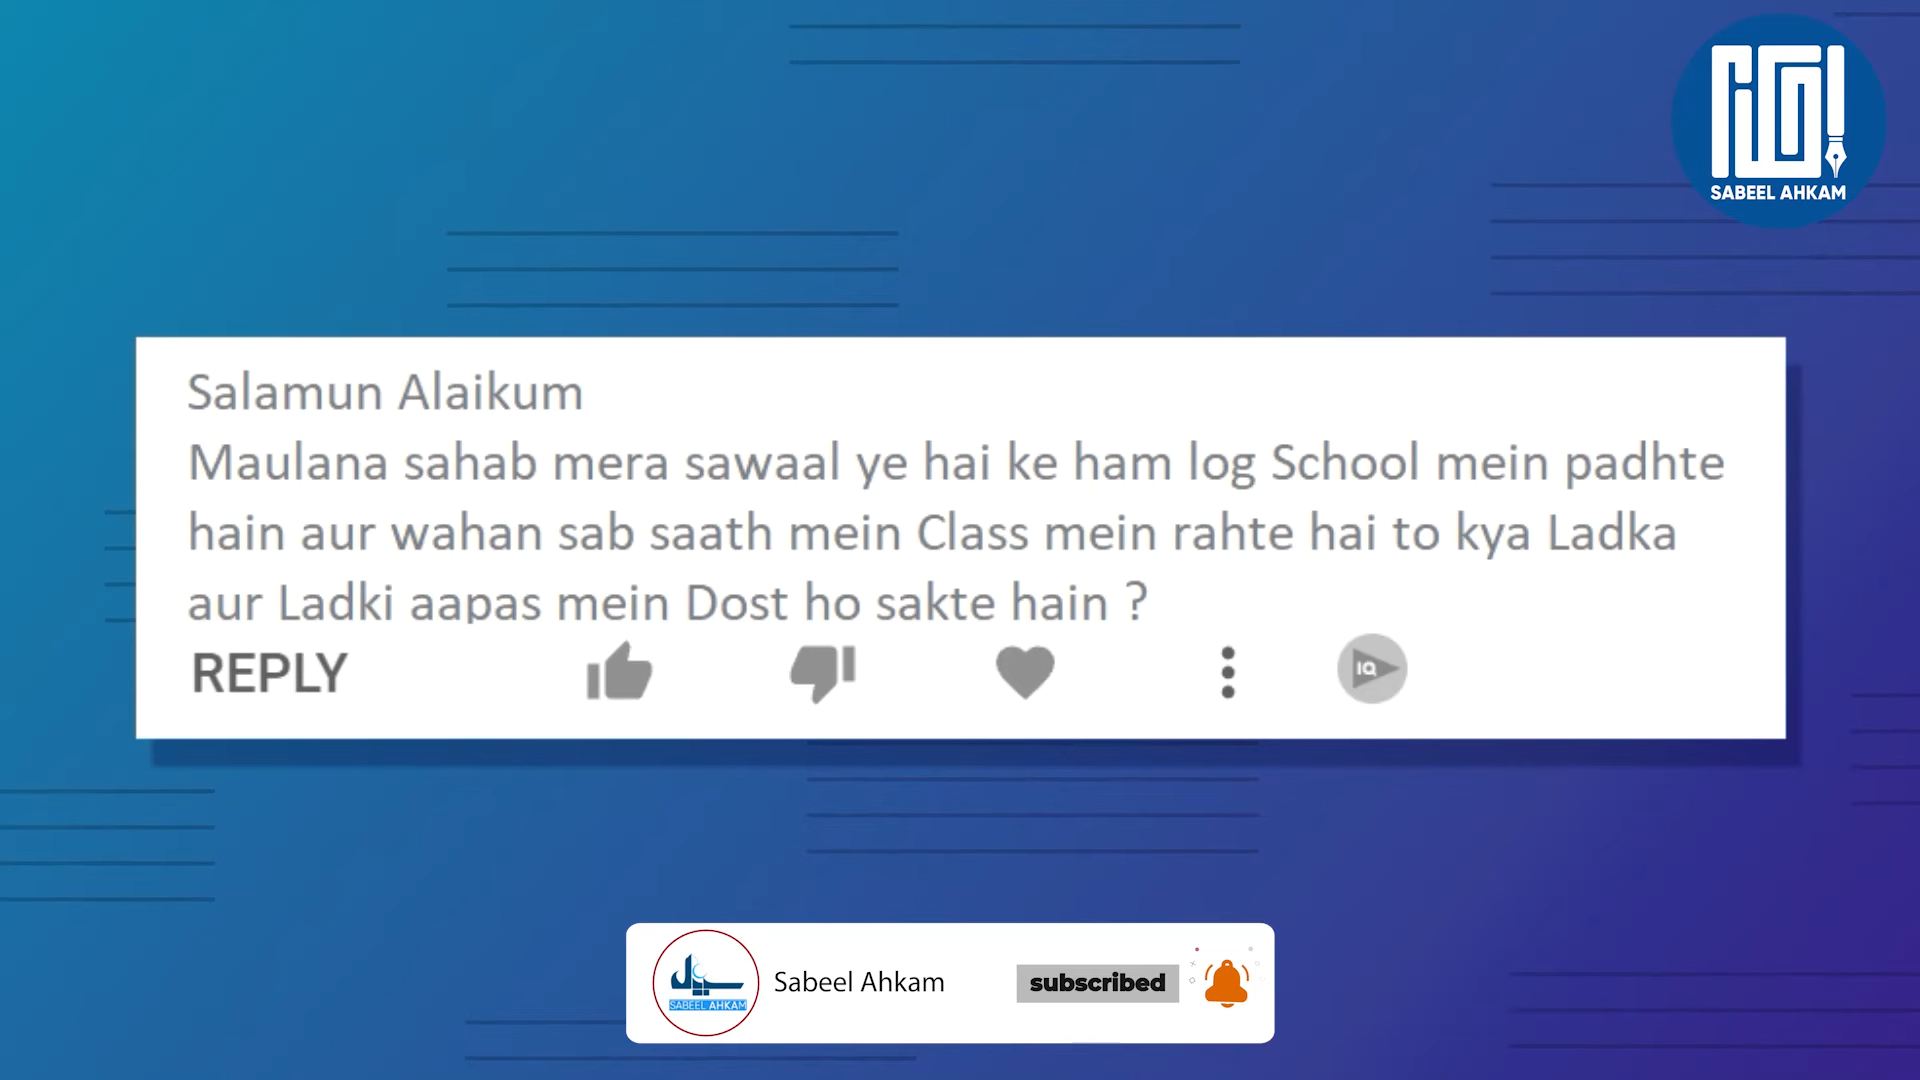 SABEEL AHKAM
Salamun Alaikum
Maulana sahab mera sawaal ye hai ke ham log School mein padhte
hain aur wahan sab saath mein Class mein rahte hai to kya Ladka
aur Ladki aapas mein Dost ho sakte hain ?
REPLY
IQ
سبیل
SABEEL AHKAM
Sabeel Ahkam
subscribed